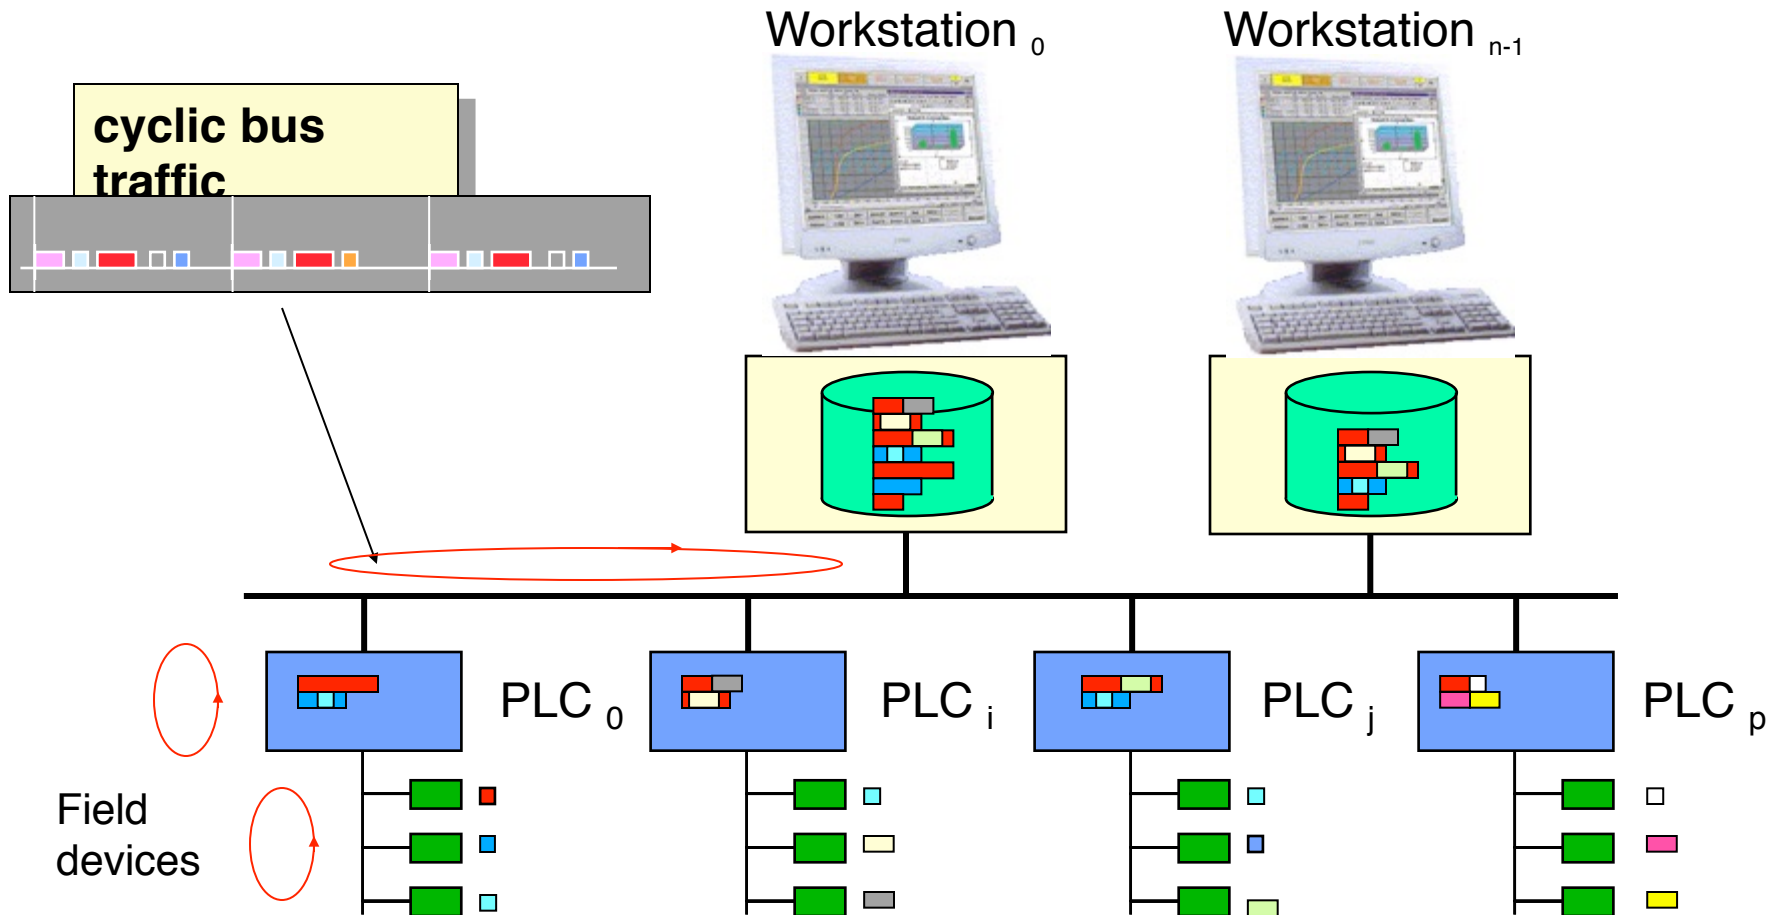 Workstation 0
Workstation n-1
cyclic bus
traffic
PLC 0
PLC i
PLC j
PLC p
Field
devices